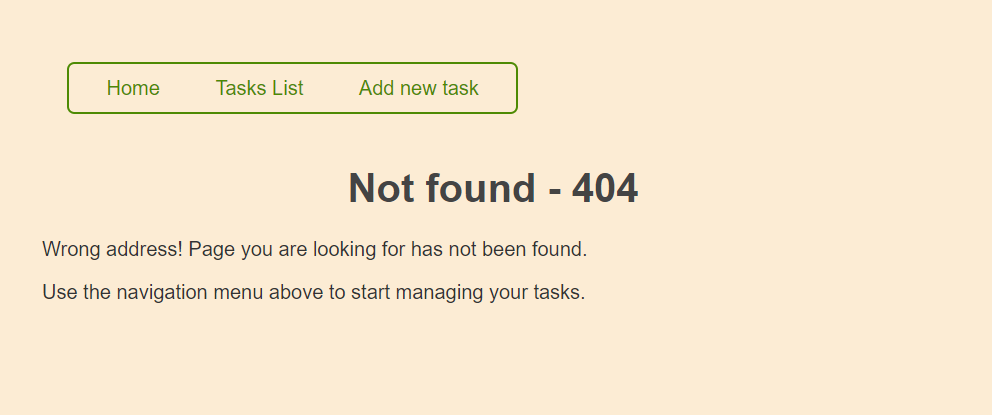 Home Tasks List Add new task
Not found - 404
Wrong address! Page you are looking for has not been found.
Use the navigation menu above to start managing your tasks.